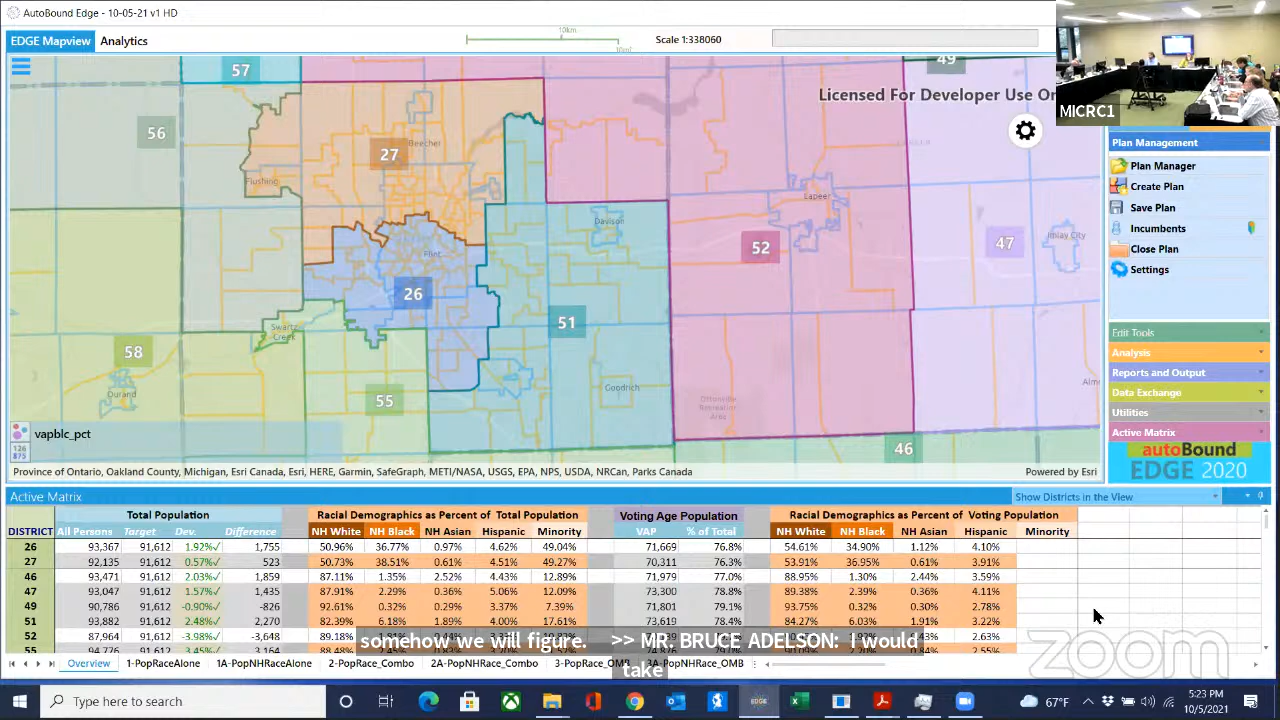 AutoBound Edge - 10-05-21 v1 HD
EDGE Mapview Analytics
10km
Scale 1:338060
MICRC1
Licensed For Developer Use On
57
49
56
27
Beecher
Flushing
Lapeer
Davison
52
47
Imlay City
Flint
26
51
Swartz Creek
58
Durand
55
Goodrich
Ortonville Recreation Area
46
vapblc_pct
Province of Ontario, Oakland County, Michigan, Esri Canada, Esri, HERE, Garmin, SafeGraph, METI/NASA, USGS, EPA, NPS, USDA, NRCan, Parks Canada
Powered by Esri
Plan Management
Plan Manager
Create Plan
Save Plan
Incumbents
Close Plan
Settings
Edit Tools
Analysis
Reports and Output
Data Exchange
Utilities
Active Matrix
autoBound
EDGE 2020
Active Matrix
Show Districts in the View
Total Population Racial Demographics as Percent of Total Population Voting Age Population Racial Demographics as Percent of Voting Population
DISTRICT All Persons Target Dev. Difference NH White NH Black NH Asian Hispanic Minority VAP % of Total NH White NH Black NH Asian Hispanic Minority
26 93,367 91,612 1.92%✓ 1,755 50.96% 36.77% 0.97% 4.62% 49.04% 71,669 76.8% 54.61% 34.90% 1.12% 4.10%
27 92,135 91,612 0.57%✓ 523 50.73% 38.51% 0.61% 4.51% 49.27% 70,311 76.3% 53.91% 36.95% 0.61% 3.91%
46 93,471 91,612 2.03%✓ 1,859 87.11% 1.35% 2.52% 4.43% 12.89% 71,979 77.0% 88.95% 1.30% 2.44% 3.59%
47 93,047 91,612 1.57%✓ 1,435 87.91% 2.29% 0.36% 5.06% 12.09% 73,300 78.8% 89.38% 2.39% 0.36% 4.11%
49 90,786 91,612 -0.90%✓ -826 92.61% 0.32% 0.29% 3.37% 7.39% 71,801 79.1% 93.75% 0.32% 0.30% 2.78%
51 93,882 91,612 2.48%✓ 2,270 82.39% 6.18% 1.89% 4.00% 17.61% 73,619 78.4% 84.27% 6.03% 1.91% 3.22%
52 87,964 91,612 -3.98%✓ -3,648 89.18% 2.63%
55
somehow we will figure. >> MR. BRUCE ADELSON: I would
take
Overview 1-PopRaceAlone 1A-PopNHRaceAlone 2-PopRace_Combo 2A-PopNHRace_Combo 3-PopRace_OMB 3A-PopNHRace_OMB
zoom
Type here to search
EDGE
67°F
5:23 PM
10/5/2021